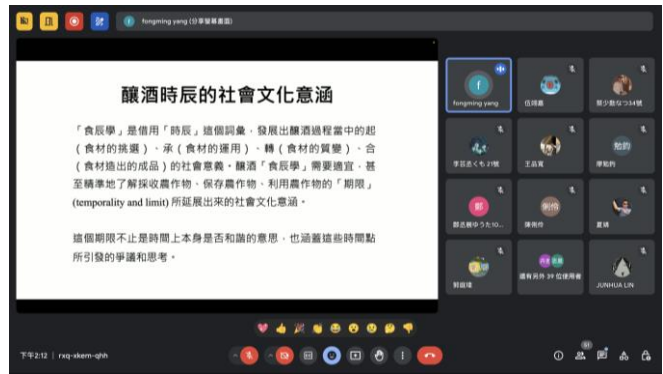 fongming yang (分享螢幕畫面)
釀酒時辰的社會文化意涵
「食辰學」是借用「時辰」這個詞彙，發展出釀酒過程當中的起
（食材的挑選）、承（食材的運用）、轉（食材的質變）、合
（食材造出的成品）的社會意義。釀酒「食辰學」需要適宜，甚
至精準地了解採收農作物、保存農作物、利用農作物的「期限」
(temporality and limit) 所延展出來的社會文化意涵。
這個期限不止是時間上本身是否和諧的意思，也涵蓋這些時間點
所引發的爭議和思考。
fongming yang
王品寬
陳俐伶
還有另外 39 位使用者
JUNHUA LIN
下午2:12 | rxq-xkem-qhh